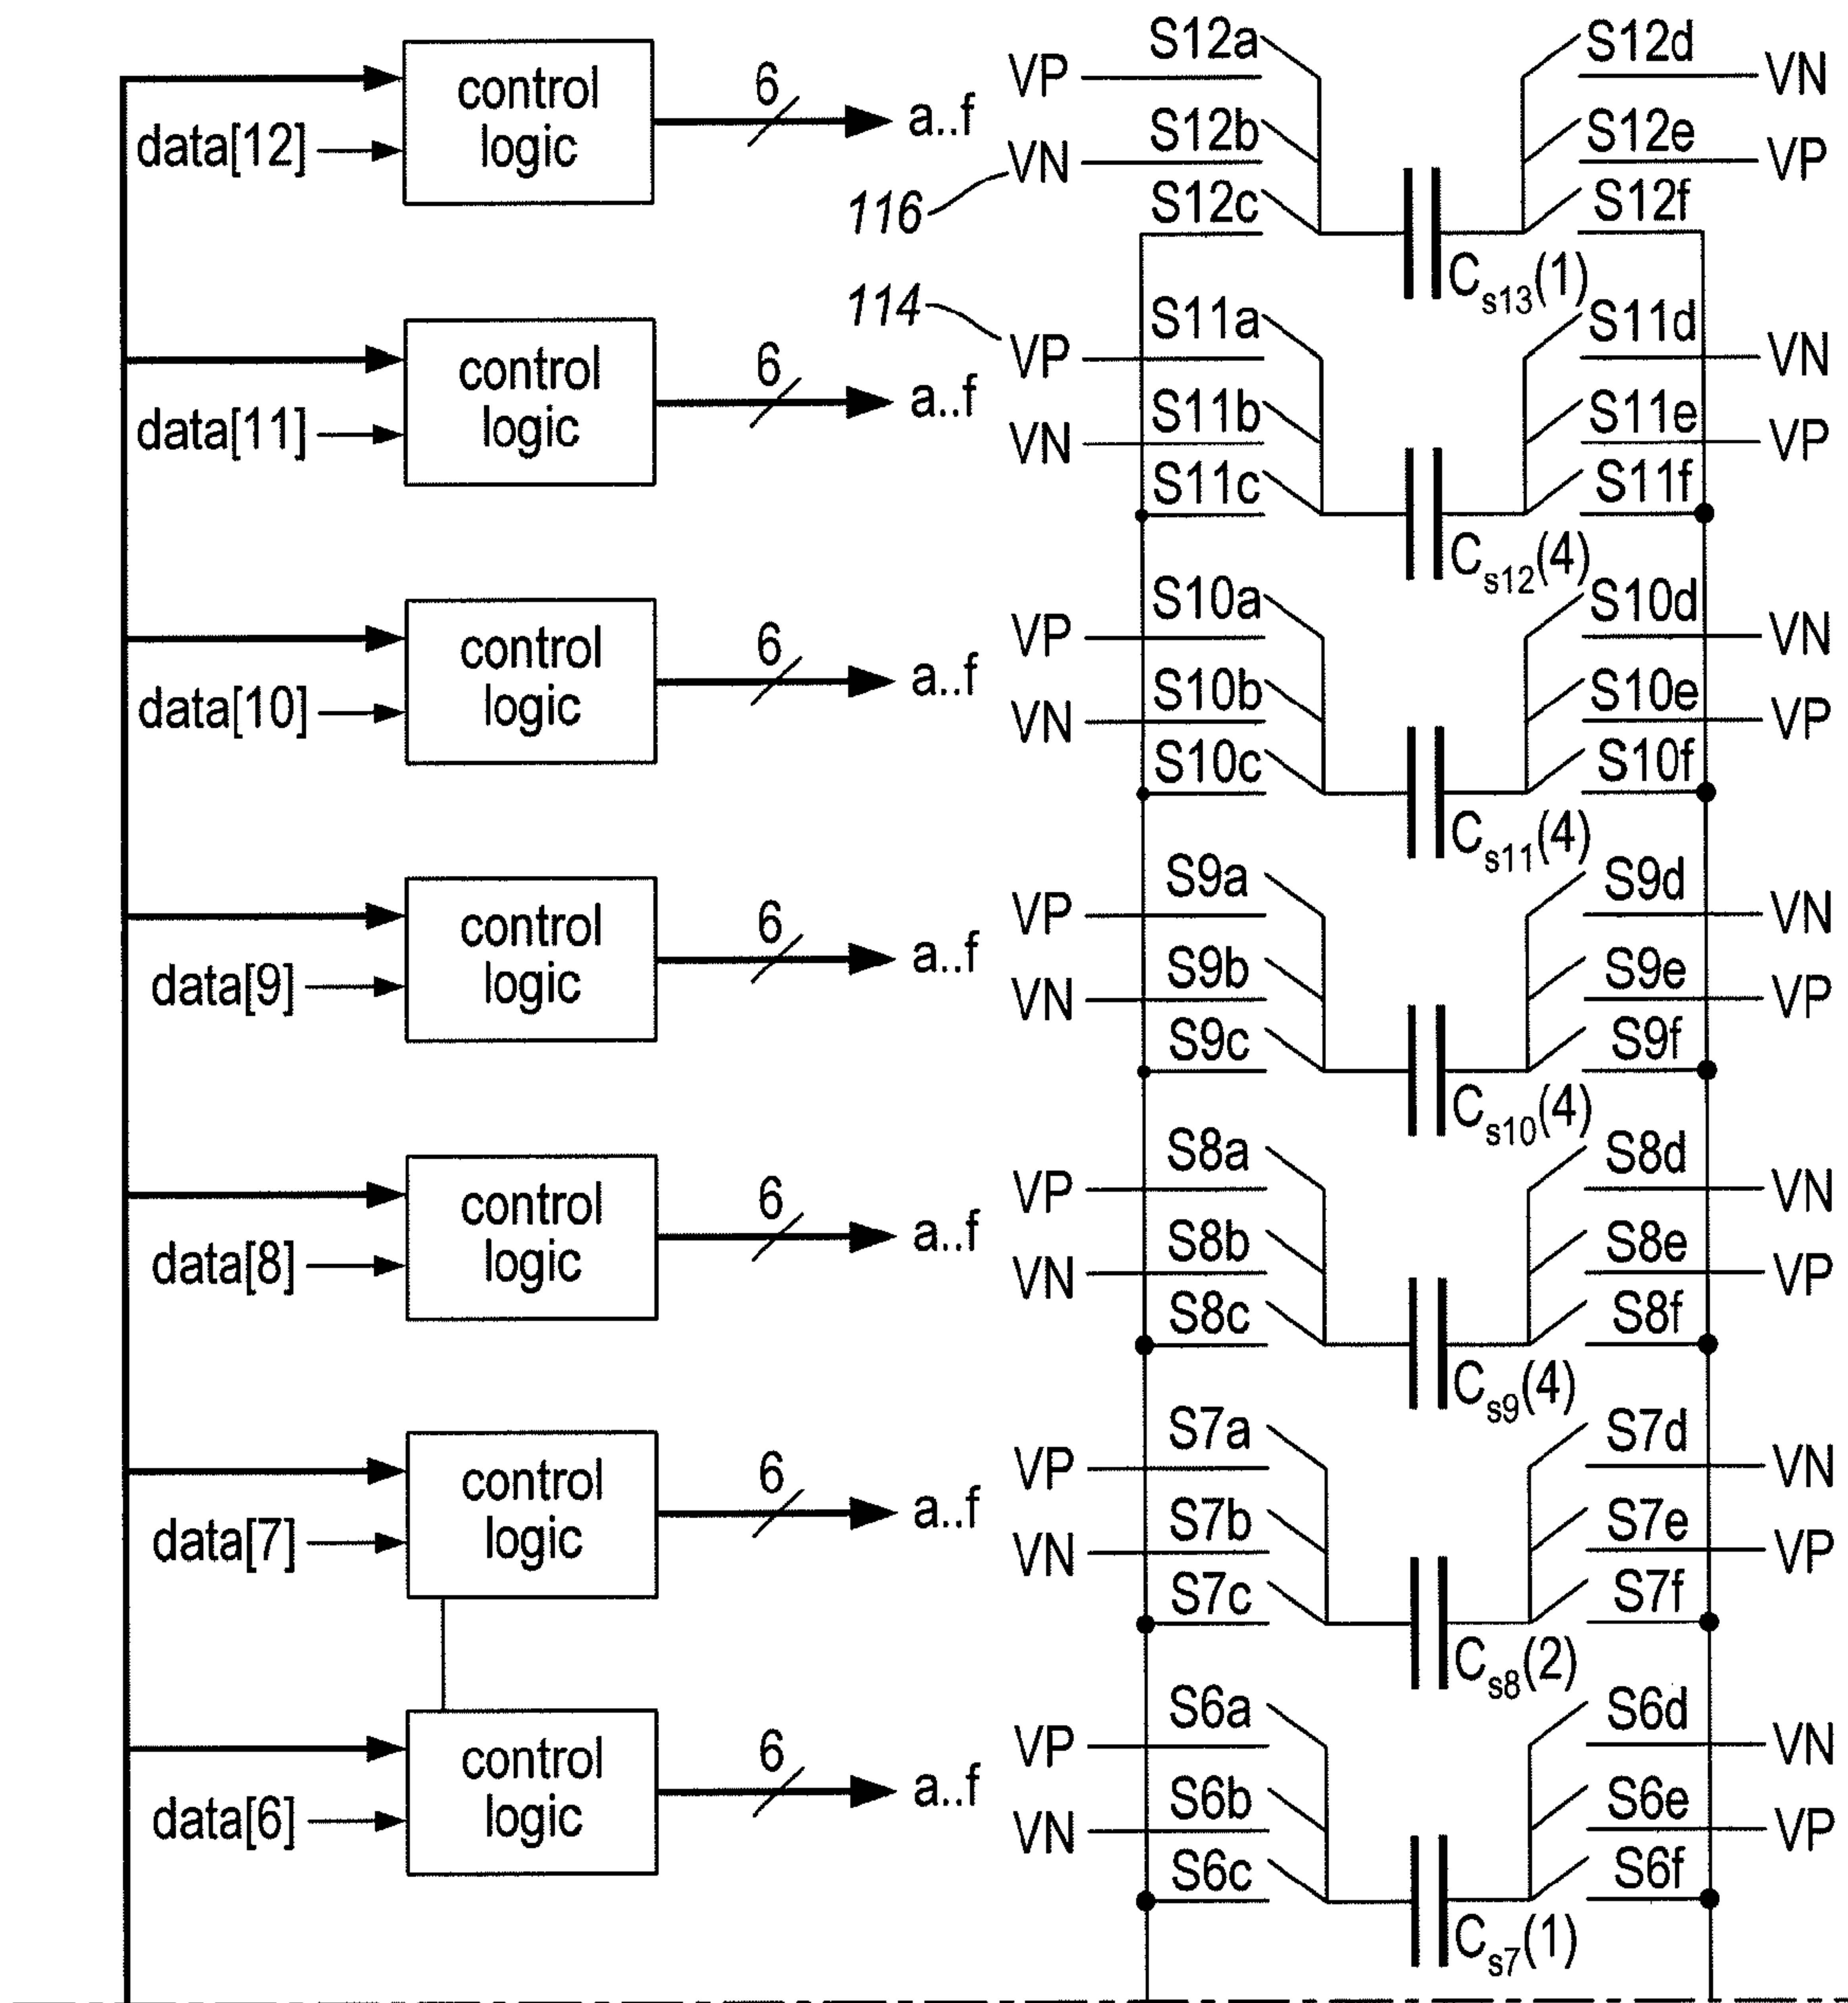 control logic
6
a..f
data[12]
VP
VN
116
S12a
S12b
S12c
S12d
VN
S12e
VP
S12f
Cs13(1)
control logic
6
a..f
data[11]
114
VP
VN
S11a
S11b
S11c
S11d
VN
S11e
VP
S11f
Cs12(4)
control logic
6
a..f
data[10]
VP
VN
S10a
S10b
S10c
S10d
VN
S10e
VP
S10f
Cs11(4)
control logic
6
a..f
data[9]
VP
VN
S9a
S9b
S9c
S9d
VN
S9e
VP
S9f
Cs10(4)
control logic
6
a..f
data[8]
VP
VN
S8a
S8b
S8c
S8d
VN
S8e
VP
S8f
Cs9(4)
control logic
6
a..f
data[7]
VP
VN
S7a
S7b
S7c
S7d
VN
S7e
VP
S7f
Cs8(2)
control logic
6
a..f
data[6]
VP
VN
S6a
S6b
S6c
S6d
VN
S6e
VP
S6f
Cs7(1)